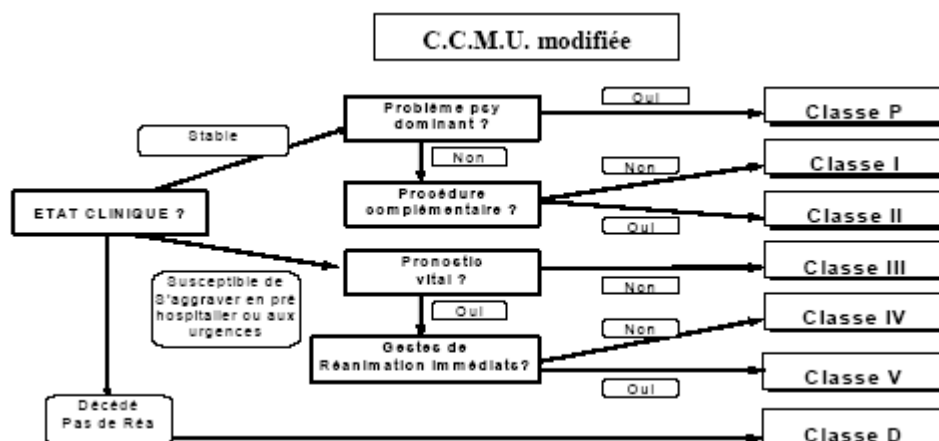 C.C.M.U. modifiée
Problème psy
dominant ?
Oui
Classe P
Stable
Non
Non
Classe I
ETAT CLINIQUE ?
Procédure
complémentaire ?
Oui
Classe II
Susceptible de
S'aggraver en pré
hospitalier ou aux
urgences
Pronostic
vital ?
Non
Classe III
Oui
Non
Classe IV
Gestes de
Réanimation immédiats?
Oui
Classe V
Décédé
Pas de Réa
Classe D